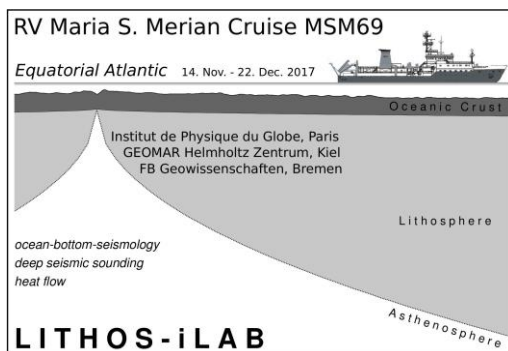 RV Maria S. Merian Cruise MSM69
Equatorial Atlantic 14. Nov. - 22. Dec. 2017
Oceanic Crust
Institut de Physique du Globe, Paris
GEOMAR Helmholtz Zentrum, Kiel
FB Geowissenschaften, Bremen
Lithosphere
ocean-bottom-seismology
deep seismic sounding
heat flow
Asthenosphere
LITHOS-iLAB